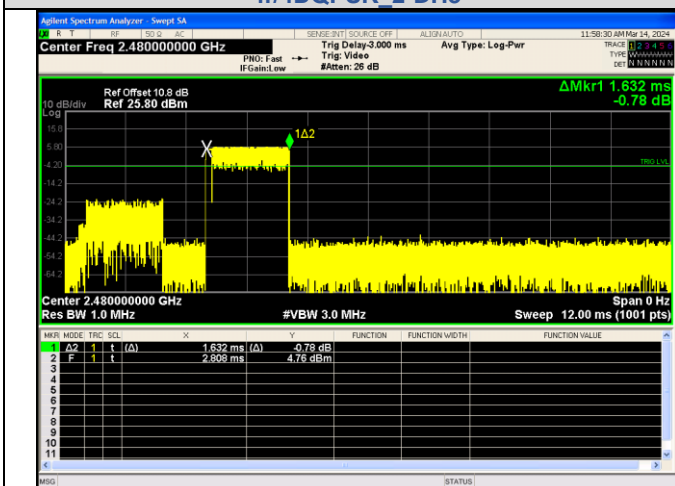 Agilent Spectrum Analyzer - Swept SA
R T RF 50 Ω AC SENSE:INT SOURCE OFF ALIGNAUTO 11:58:30 AM Mar 14, 2024
Center Freq 2.480000000 GHz
PNO: Fast
IFGain:Low
Trig Delay-3.000 ms
Trig: Video
#Atten: 26 dB
Avg Type: Log-Pwr
TRACE 1 2 3 4 5 6
TYPE
DET N N N N N N
ΔMkr1 1.632 ms
-0.78 dB
Ref Offset 10.8 dB
10 dB/div Ref 25.80 dBm
Log
15.8
5.80
-4.20
-14.2
-24.2
-34.2
-44.2
-54.2
-64.2
X
1Δ2
TRIG LVL
Center 2.480000000 GHz Span 0 Hz
Res BW 1.0 MHz #VBW 3.0 MHz Sweep 12.00 ms (1001 pts)
MKR MODE TRC SCL X Y FUNCTION FUNCTION WIDTH FUNCTION VALUE
1 Δ2 1 t (Δ) 1.632 ms (Δ) -0.78 dB
2 F 1 t 2.808 ms 4.76 dBm
3
4
5
6
7
8
9
10
11
MSG STATUS